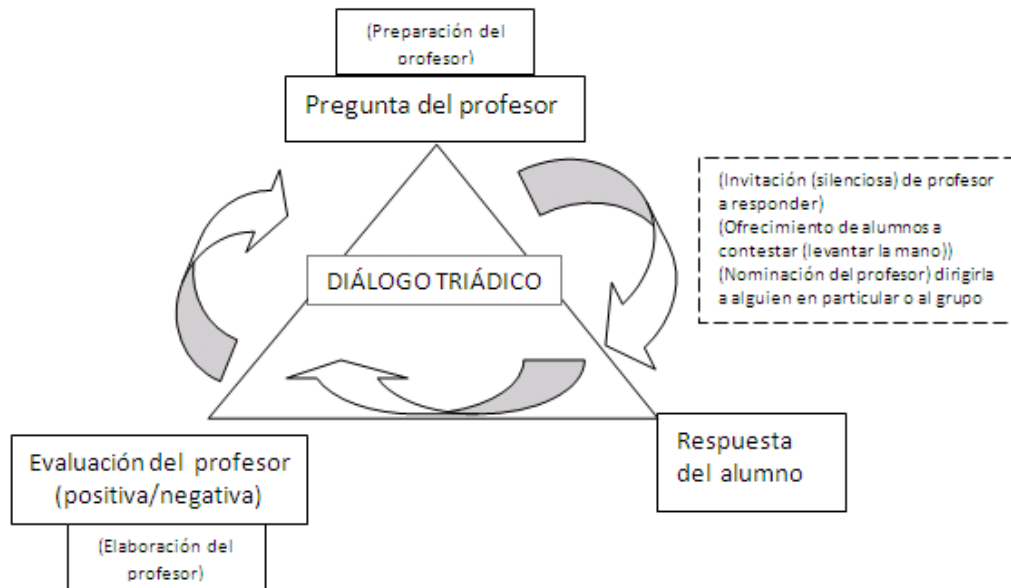 (Preparación del
profesor)
Pregunta del profesor
(Invitación (silenciosa) de profesor
a responder)
(Ofrecimiento de alumnos a
contestar (levantar la mano))
(Nominación del profesor) dirigirla
a alguien en particular o al grupo
DIÁLOGO TRIÁDICO
Respuesta
del alumno
Evaluación del profesor
(positiva/negativa)
(Elaboración del
profesor)